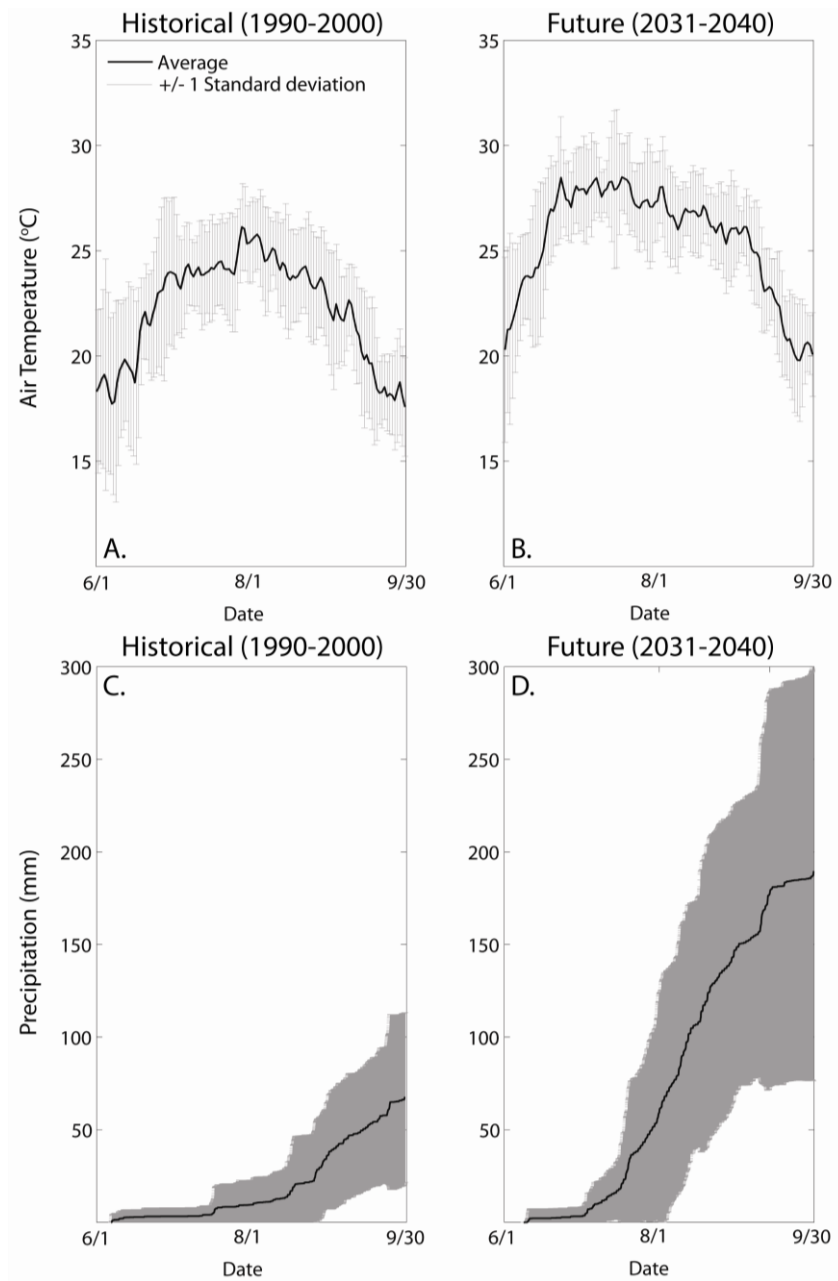 Historical (1990-2000)
Future (2031-2040)
35
30
25
20
15
Average
+/- 1 Standard deviation
Air Temperature (°C)
A.
6/1
8/1
9/30
Date
35
30
25
20
15
B.
6/1
8/1
9/30
Date
Historical (1990-2000)
Future (2031-2040)
300
250
200
150
100
50
Precipitation (mm)
C.
6/1
8/1
9/30
Date
300
250
200
150
100
50
D.
6/1
8/1
9/30
Date